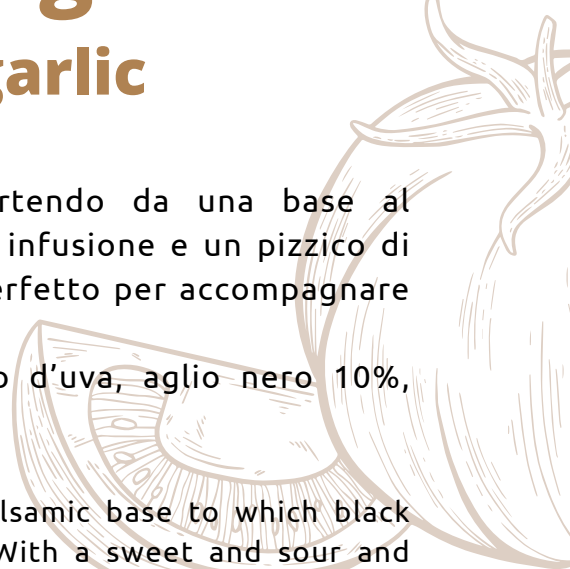 g
garlic
rtendo da una base al
infusione e un pizzico di
erfetto per accompagnare
o d'uva, aglio nero 10%,
lsamic base to which black
With a sweet and sour and